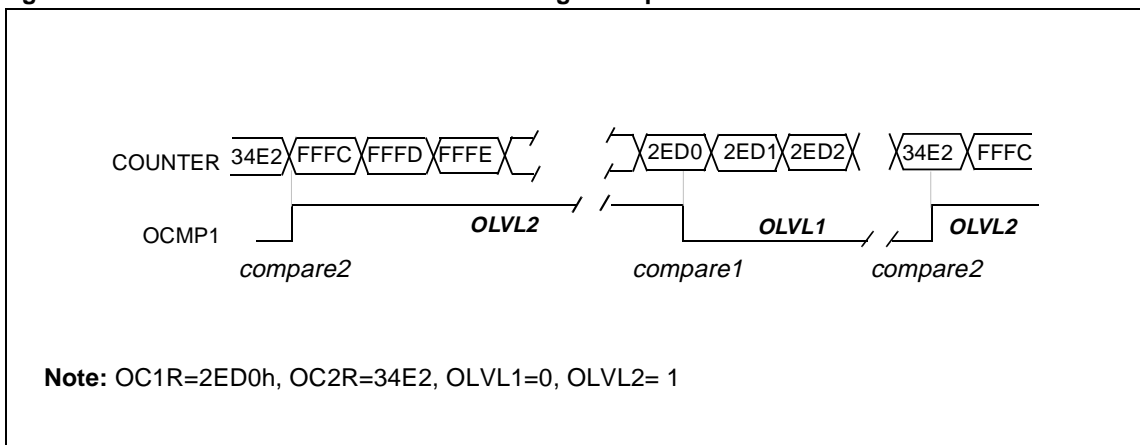 COUNTER 34E2 FFFC FFFD FFFE 2ED0 2ED1 2ED2 34E2 FFFC
OCMP1 OLVL2 OLVL1 OLVL2
compare2 compare1 compare2
Note: OC1R=2ED0h, OC2R=34E2, OLVL1=0, OLVL2= 1